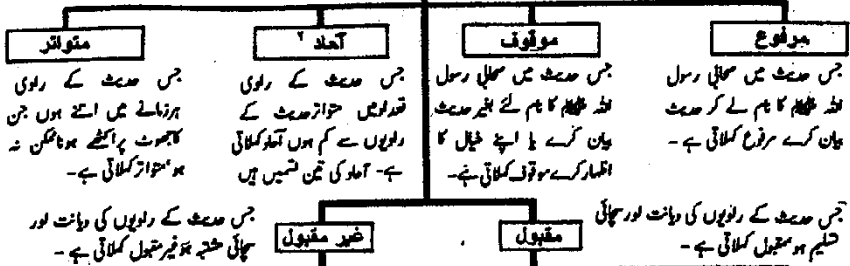 مرفوع
جس حدیث میں صحابی رسول
اللہ ﷺ کا نام لے کر حدیث
بیان کرے مرفوع کہلاتی ہے ۔
موقوف
جس حدیث میں صحابی رسول
اللہ ﷺ کا نام لئے بغیر حدیث
بیان کرے یا اپنے خیال کا
اظہار کرے موقوف کہلاتی ہے۔
آحاد ۲
جس حدیث کے راوی
تعداد میں متواتر حدیث کے
راویوں سے کم ہوں آحاد کہلاتی
ہے۔ آحاد کی تین قسمیں ہیں
متواتر
جس حدیث کے راوی
ہر زمانے میں اتنے ہوں جن
کا جھوٹ پر اکٹھے ہونا ممکن نہ
ہو متواتر کہلاتی ہے۔
مقبول
جس حدیث کے راویوں کی دیانت اور سچائی
تسلیم ہو مقبول کہلاتی ہے ۔
غیر مقبول
جس حدیث کے راویوں کی دیانت اور
سچائی مشتبہ ہو غیر مقبول کہلاتی ہے ۔